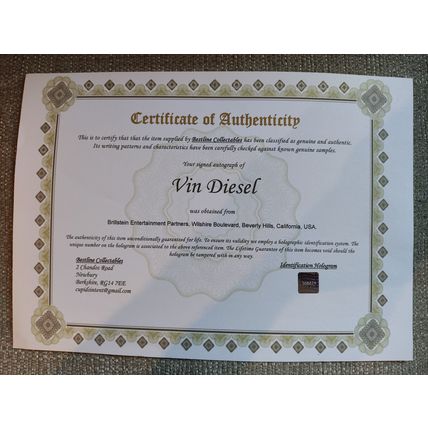 Certificate of Authenticity
This is to certify that that the item supplied by Bestline Collectables has been classified as genuine and authentic.
Its writing patterns and characteristics have been carefully checked against known genuine samples.
Your signed autograph of
Vin Diesel
was obtained from
Brillstein Entertainment Partners, Wilshire Boulevard, Beverly Hills, California, USA.
The authenticity of this item unconditionally guaranteed for life. To ensure its validity we employ a holographic identification system. The
unique number on the hologram is associated to the above referenced item. The Lifetime Guarantee of this item becomes void should the
hologram be tampered with in any way.
Bestline Collectables
2 Chandos Road
Newbury
Berkshire, RG14 7EE
cupidsintent@gmail.com
Identification Hologram